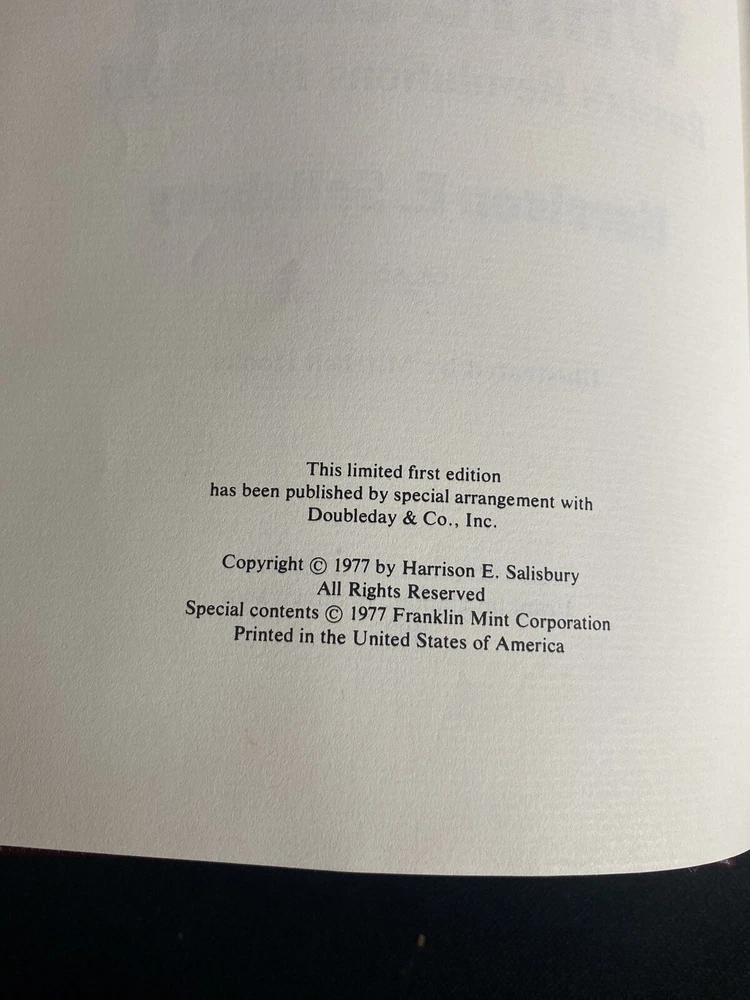 This limited first edition
has been published by special arrangement with
Doubleday & Co., Inc.
Copyright © 1977 by Harrison E. Salisbury
All Rights Reserved
Special contents © 1977 Franklin Mint Corporation
Printed in the United States of America